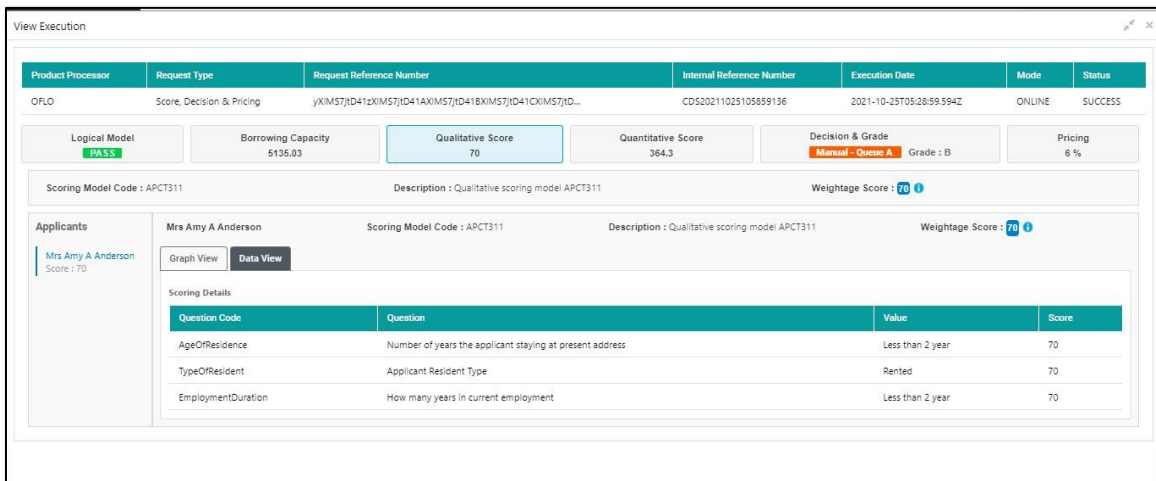 View Execution
Product Processor Request Type Request Reference Number Internal Reference Number Execution Date Mode Status
OFLO Score, Decision & Pricing yXIMS7JtD41zXIMS7JtD41AXIMS7JtD41BXIMS7JtD41CXIMS7JtD... CDS20211025105859136 2021-10-25T05:28:59.594Z ONLINE SUCCESS
Logical Model Borrowing Capacity Qualitative Score Quantitative Score Decision & Grade Pricing
PASS 5135.03 70 364.3 Manual - Queue A Grade : B 6 %
Scoring Model Code : APCT311 Description : Qualitative scoring model APCT311 Weightage Score : 70
Applicants Mrs Amy A Anderson Scoring Model Code : APCT311 Description : Qualitative scoring model APCT311 Weightage Score : 70
Mrs Amy A Anderson
Score : 70
Graph View Data View
Scoring Details
Question Code Question Value Score
AgeOfResidence Number of years the applicant staying at present address Less than 2 year 70
TypeOfResident Applicant Resident Type Rented 70
EmploymentDuration How many years in current employment Less than 2 year 70